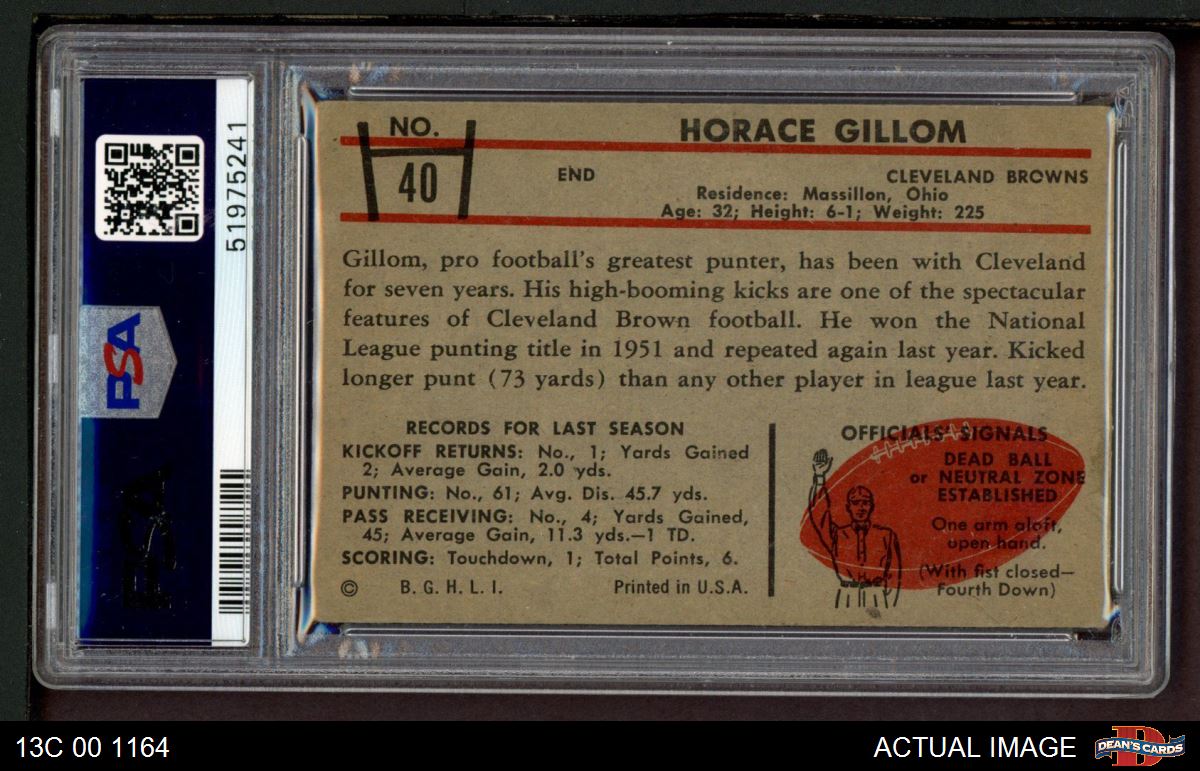 51975241
PSA
PSA
NO.
40
HORACE GILLOM
END
CLEVELAND BROWNS
Residence: Massillon, Ohio
Age: 32; Height: 6-1; Weight: 225
Gillom, pro football's greatest punter, has been with Cleveland
for seven years. His high-booming kicks are one of the spectacular
features of Cleveland Brown football. He won the National
League punting title in 1951 and repeated again last year. Kicked
longer punt (73 yards) than any other player in league last year.
RECORDS FOR LAST SEASON
KICKOFF RETURNS: No., 1; Yards Gained
2; Average Gain, 2.0 yds.
PUNTING: No., 61; Avg. Dis. 45.7 yds.
PASS RECEIVING: No., 4; Yards Gained,
45; Average Gain, 11.3 yds.—1 TD.
SCORING: Touchdown, 1; Total Points, 6.
© B. G. H. L. I. Printed in U.S.A.
OFFICIALS' SIGNALS
DEAD BALL
or NEUTRAL ZONE
ESTABLISHED
One arm aloft,
open hand.
(With fist closed—
Fourth Down)
13C 00 1164
ACTUAL IMAGE
D
DEAN'S CARDS